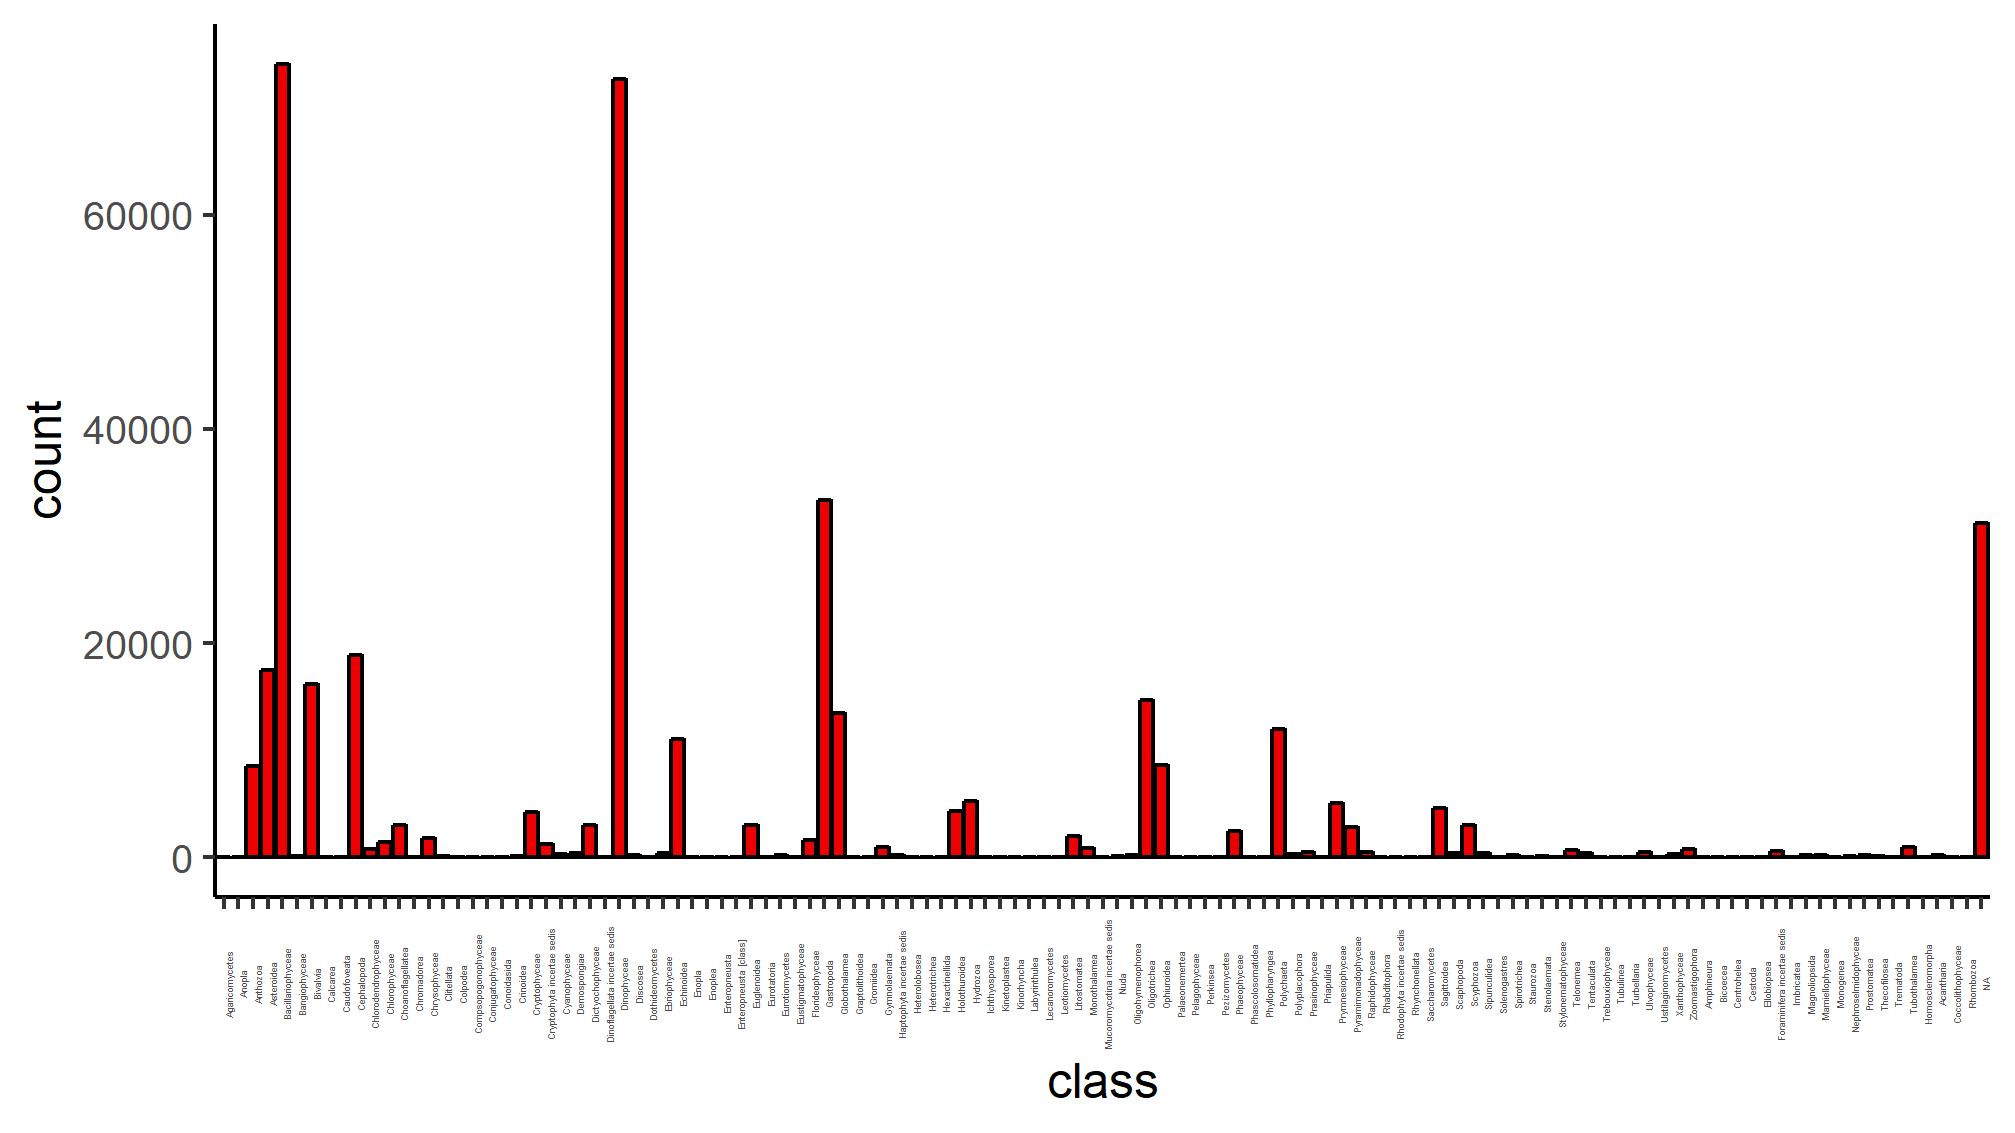 60000
40000
20000
0
count
Agaricomycetes
Anopla
Anthozoa
Asteroidea
Bacillariophyceae
Bangiophyceae
Bivalvia
Calcarea
Caudofoveata
Cephalopoda
Chlorodendrophyceae
Chlorophyceae
Choanoflagellatea
Chromadorea
Chrysophyceae
Clitellata
Colpodea
Compsopogonophyceae
Conjugatophyceae
Conoidasida
Crinoidea
Cryptophyceae
Cryptophyta incertae sedis
Cyanophyceae
Demospongiae
Dictyochophyceae
Dinoflagellata incertae sedis
Dinophyceae
Discosea
Dothideomycetes
Ebriophyceae
Echinoidea
Enopla
Enoplea
Enteropneusta
Enteropneusta [class]
Euglenoidea
Eurotatoria
Eurotiomycetes
Eustigmatophyceae
Florideophyceae
Gastropoda
Globothalamea
Graptolithoidea
Gromiidea
Gymnolaemata
Haptophyta incertae sedis
Heterolobosea
Heterotrichea
Hexactinellida
Holothuroidea
Hydrozoa
Ichthyosporea
Kinetoplastea
Kinorhyncha
Labyrinthulea
Lecanoromycetes
Leotiomycetes
Litostomatea
Monothalamea
Mucoromycotina incertae sedis
Nuda
Oligohymenophorea
Oligotrichea
Ophiuroidea
Palaeonemertea
Pelagophyceae
Perkinsea
Pezizomycetes
Phaeophyceae
Phascolosomatidea
Phyllopharyngea
Polychaeta
Polyplacophora
Prasinophyceae
Priapulida
Prymnesiophyceae
Pyramimonadophyceae
Raphidophyceae
Rhabditophora
Rhodophyta incertae sedis
Rhynchonellata
Saccharomycetes
Sagittoidea
Scaphopoda
Scyphozoa
Sipunculidea
Solenogastres
Spirotrichea
Staurozoa
Stenolaemata
Stylonematophyceae
Telonemea
Tentaculata
Trebouxiophyceae
Tubulinea
Turbellaria
Ulvophyceae
Ustilaginomycetes
Xanthophyceae
Zoomastigophora
Amphineura
Bicoecea
Centrohelea
Cestoda
Ellobiopsea
Foraminifera incertae sedis
Imbricatea
Magnoliopsida
Mamiellophyceae
Monogenea
Nephroselmidophyceae
Prostomatea
Thecofilosea
Trematoda
Tubothalamea
Homoscleromorpha
Acantharia
Coccolithophyceae
Rhombozoa
NA
class